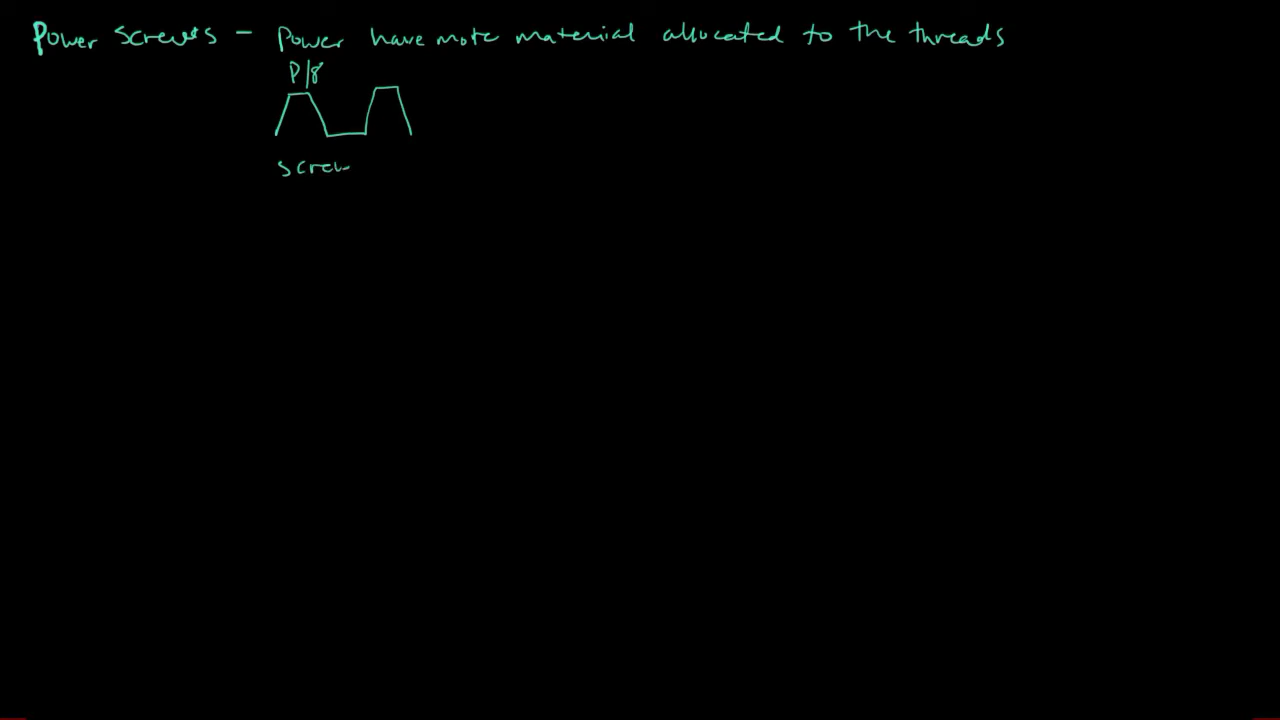 Power Screws - Power have more material allocated to the threads
P/8
Screw